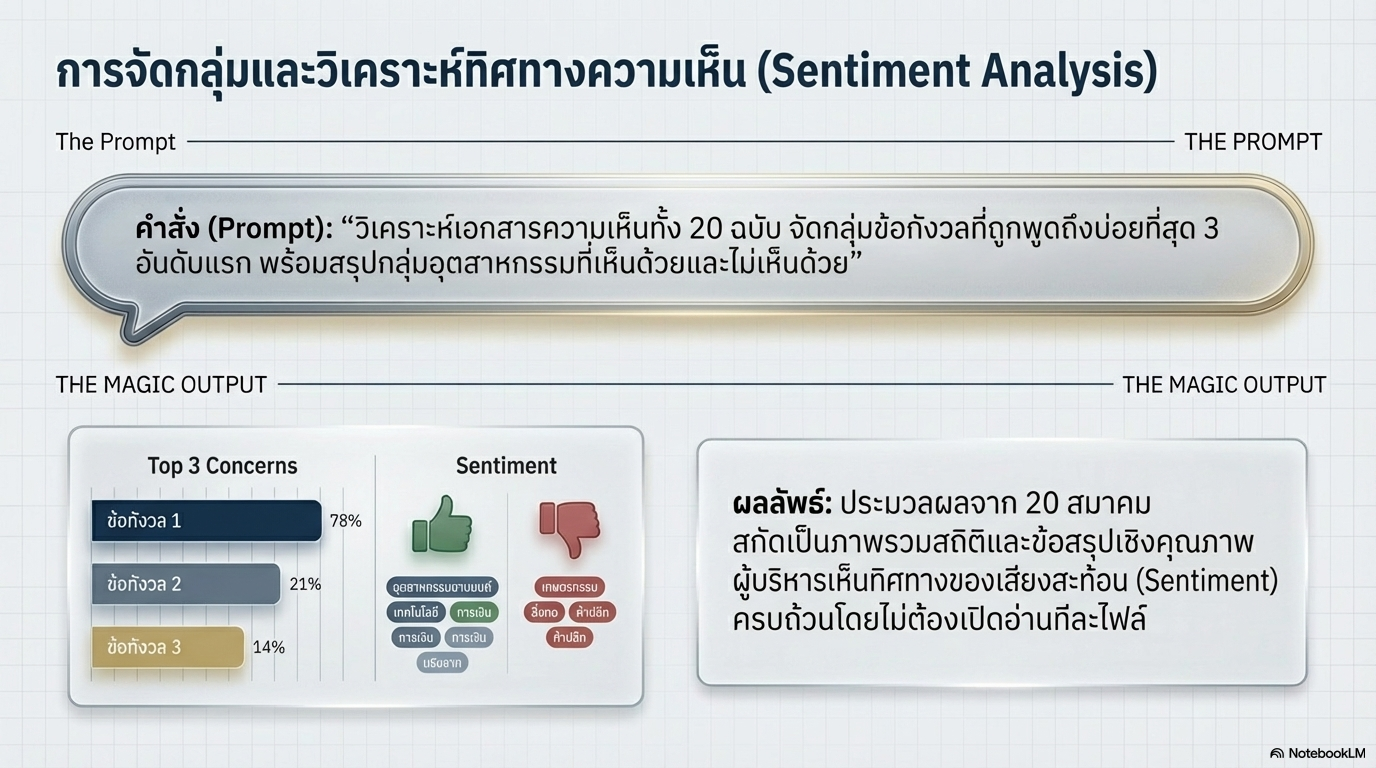 การจัดกลุ่มและวิเคราะห์ทิศทางความเห็น (Sentiment Analysis)
The Prompt
THE PROMPT
คำสั่ง (Prompt): “วิเคราะห์เอกสารความเห็นทั้ง 20 ฉบับ จัดกลุ่มข้อกังวลที่ถูกพูดถึงบ่อยที่สุด 3
อันดับแรก พร้อมสรุปกลุ่มอุตสาหกรรมที่เห็นด้วยและไม่เห็นด้วย”
THE MAGIC OUTPUT
THE MAGIC OUTPUT
Top 3 Concerns
ข้อทังวล 1
78%
ข้อทังวล 2
21%
ข้อทังวล 3
14%
Sentiment
เทคโนโลยี
การเงิน
การเงิน
การเงิน
สิ่งทอ
ค้าปลีก
ค้าปลีก
ผลลัพธ์: ประมวลผลจาก 20 สมาคม
สกัดเป็นภาพรวมสถิติและข้อสรุปเชิงคุณภาพ
ผู้บริหารเห็นทิศทางของเสียงสะท้อน (Sentiment)
ครบถ้วนโดยไม่ต้องเปิดอ่านทีละไฟล์
NotebookLM